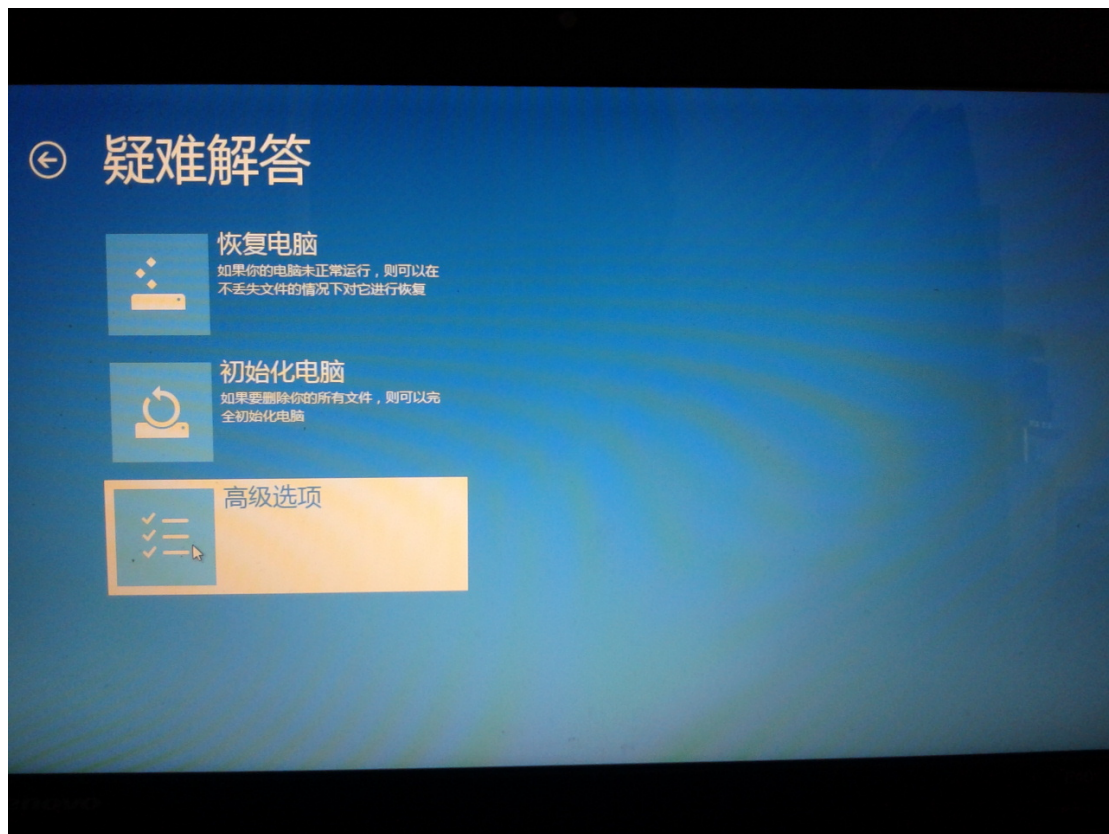 疑难解答
恢复电脑
如果你的电脑未正常运行，则可以在
不丢失文件的情况下对它进行恢复
初始化电脑
如果要删除你的所有文件，则可以完
全初始化电脑
高级选项